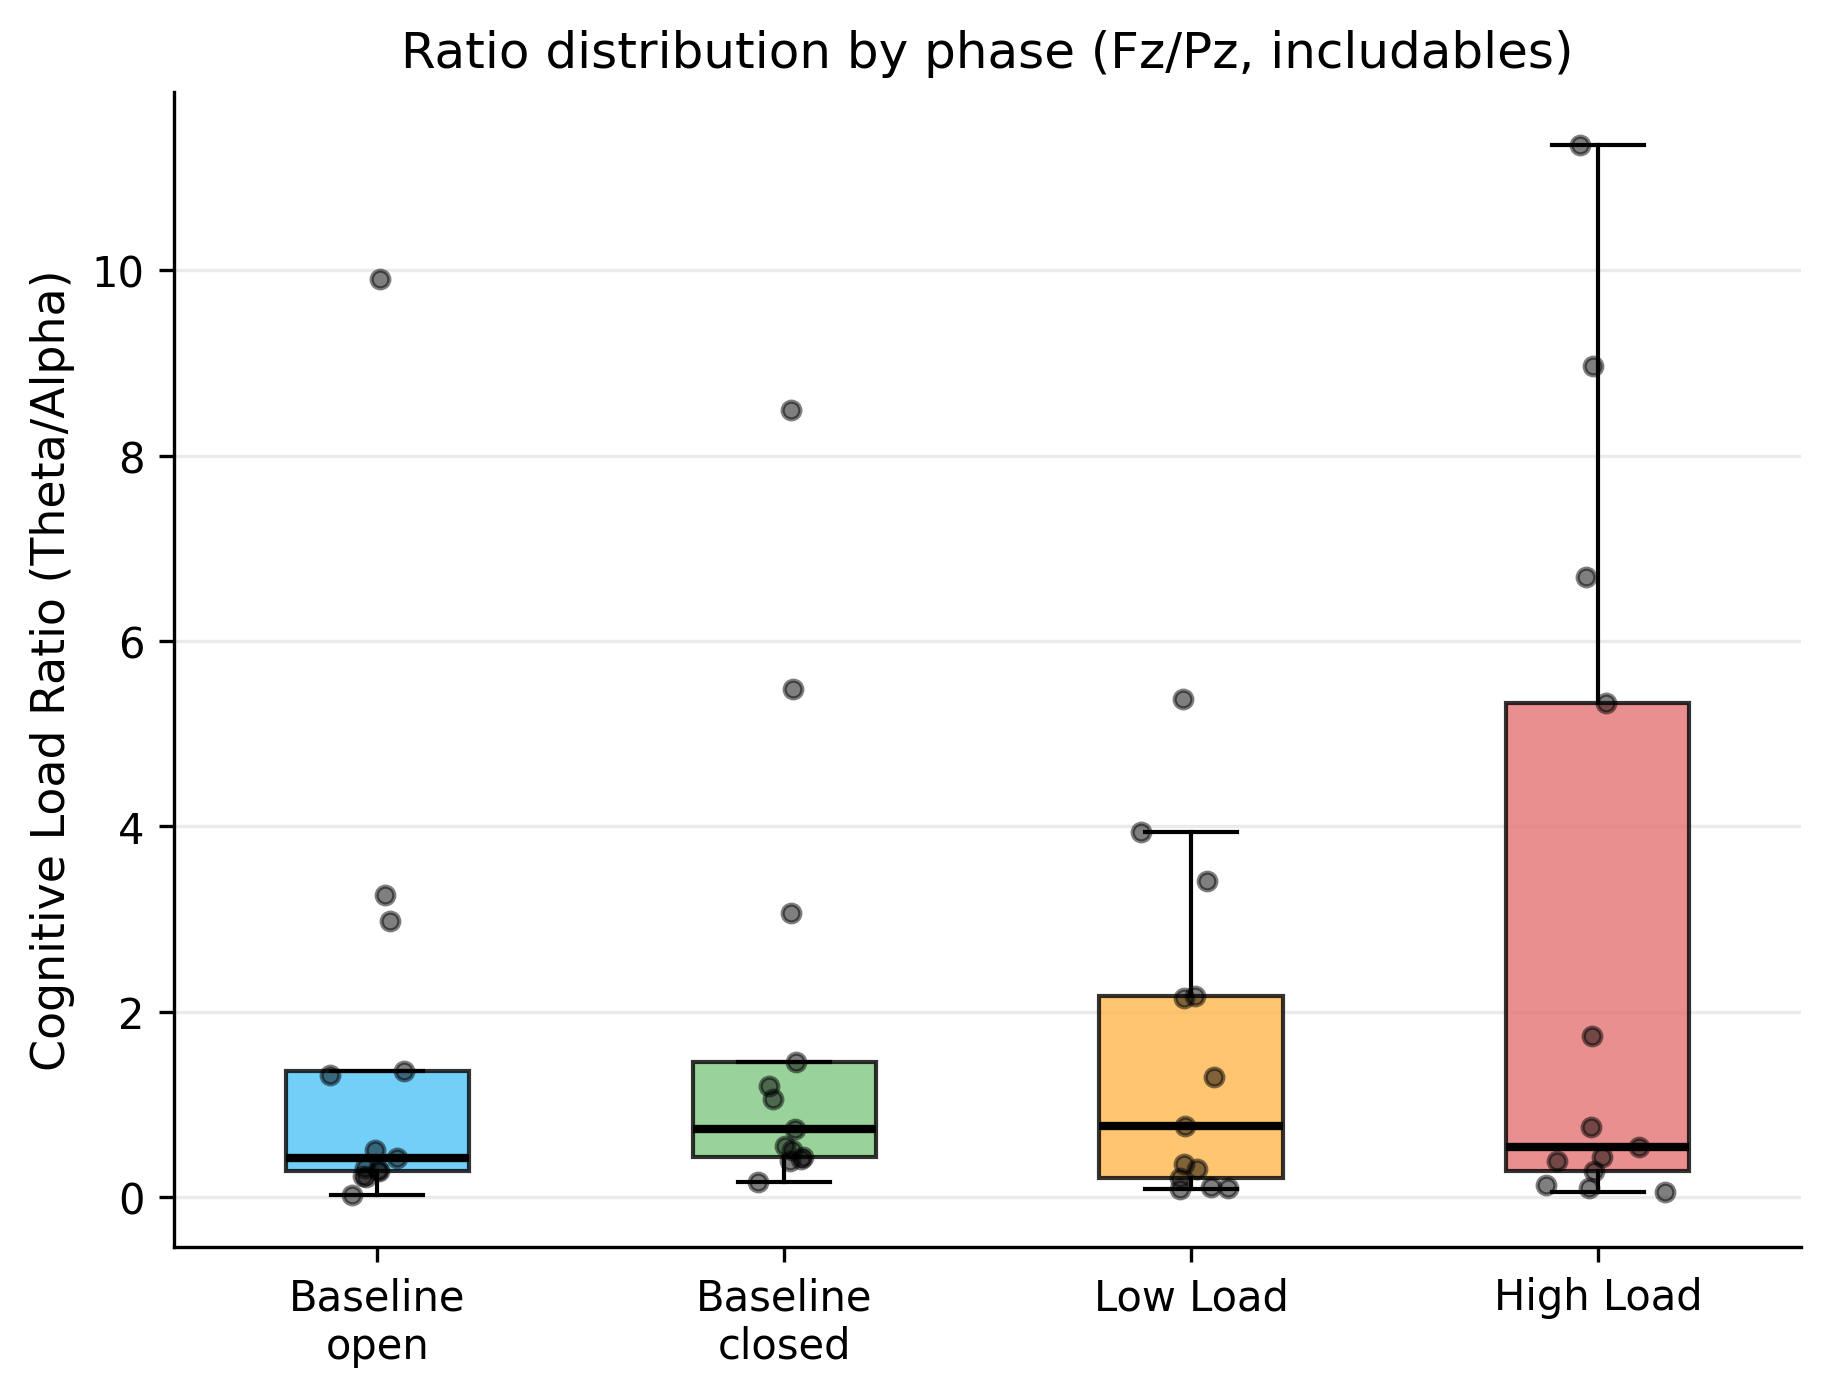 Ratio distribution by phase (Fz/Pz, includables)
Cognitive Load Ratio (Theta/Alpha)
10
8
6
4
2
0
Baseline
open
Baseline
closed
Low Load
High Load